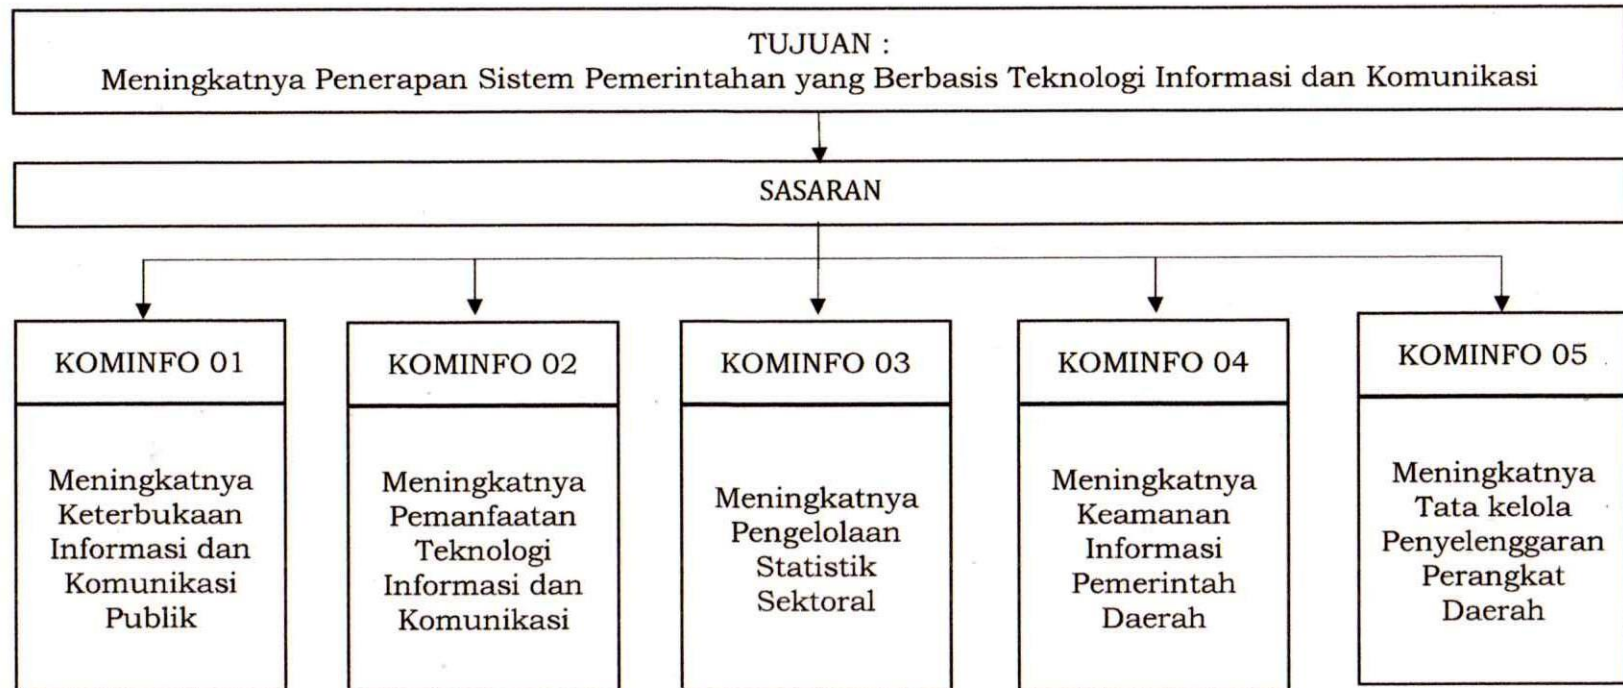 TUJUAN :
Meningkatnya Penerapan Sistem Pemerintahan yang Berbasis Teknologi Informasi dan Komunikasi
SASARAN
KOMINFO 01
Meningkatnya
Keterbukaan
Informasi dan
Komunikasi
Publik
KOMINFO 02
Meningkatnya
Pemanfaatan
Teknologi
Informasi dan
Komunikasi
KOMINFO 03
Meningkatnya
Pengelolaan
Statistik
Sektoral
KOMINFO 04
Meningkatnya
Keamanan
Informasi
Pemerintah
Daerah
KOMINFO 05
Meningkatnya
Tata kelola
Penyelenggaran
Perangkat
Daerah